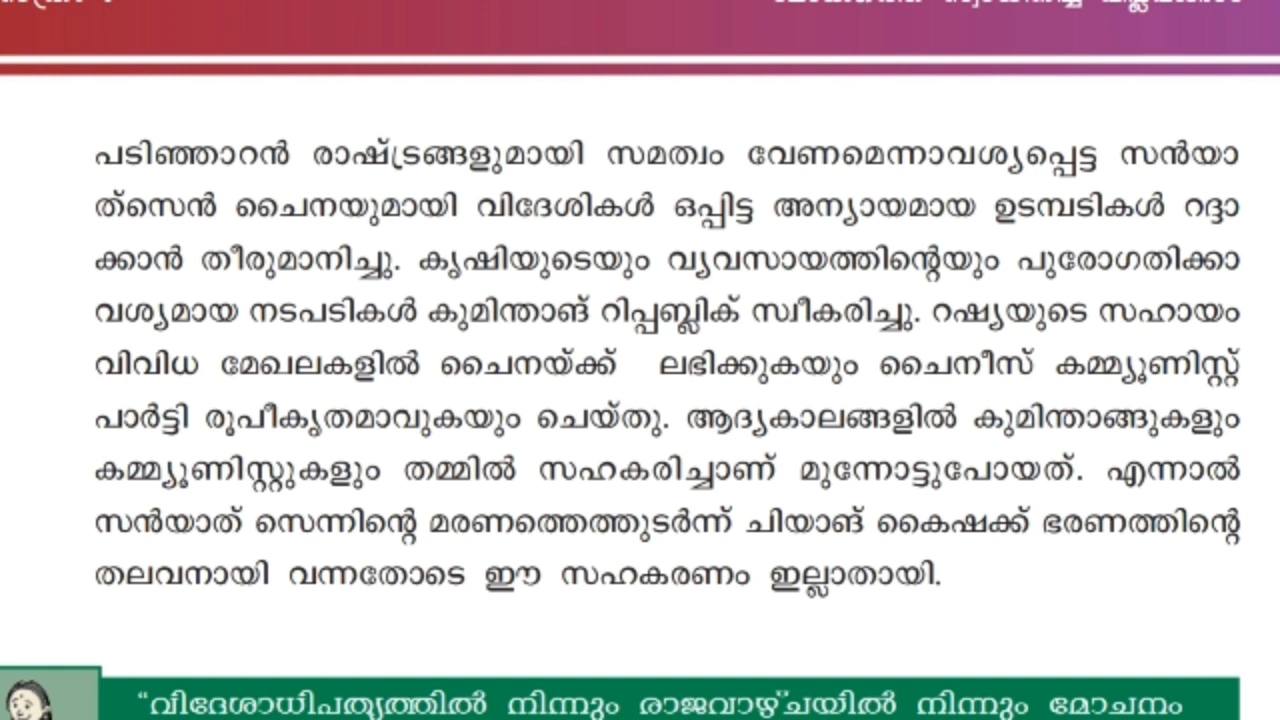 പടിഞ്ഞാറൻ രാഷ്ട്രങ്ങളുമായി സമത്വം വേണമെന്നാവശ്യപ്പെട്ട സൻയാ
ത്സെൻ ചൈനയുമായി വിദേശികൾ ഒപ്പിട്ട അന്യായമായ ഉടമ്പടികൾ റദ്ദാ
ക്കാൻ തീരുമാനിച്ചു. കൃഷിയുടെയും വ്യവസായത്തിന്റെയും പുരോഗതിക്കാ
വശ്യമായ നടപടികൾ കുമിന്താങ് റിപ്പബ്ലിക് സ്വീകരിച്ചു. റഷ്യയുടെ സഹായം
വിവിധ മേഖലകളിൽ ചൈനയ്ക്ക് ലഭിക്കുകയും ചൈനീസ് കമ്മ്യൂണിസ്റ്റ്
പാർട്ടി രൂപീകൃതമാവുകയും ചെയ്തു. ആദ്യകാലങ്ങളിൽ കുമിന്താങ്ങുകളും
കമ്മ്യൂണിസ്റ്റുകളും തമ്മിൽ സഹകരിച്ചാണ് മുന്നോട്ടുപോയത്. എന്നാൽ
സൻയാത് സെന്നിന്റെ മരണത്തെത്തുടർന്ന് ചിയാങ് കൈഷക്ക് ഭരണത്തിന്റെ
തലവനായി വന്നതോടെ ഈ സഹകരണം ഇല്ലാതായി.
“വിദേശാധിപത്യത്തിൽ നിന്നും രാജവാഴ്ചയിൽ നിന്നും മോചനം